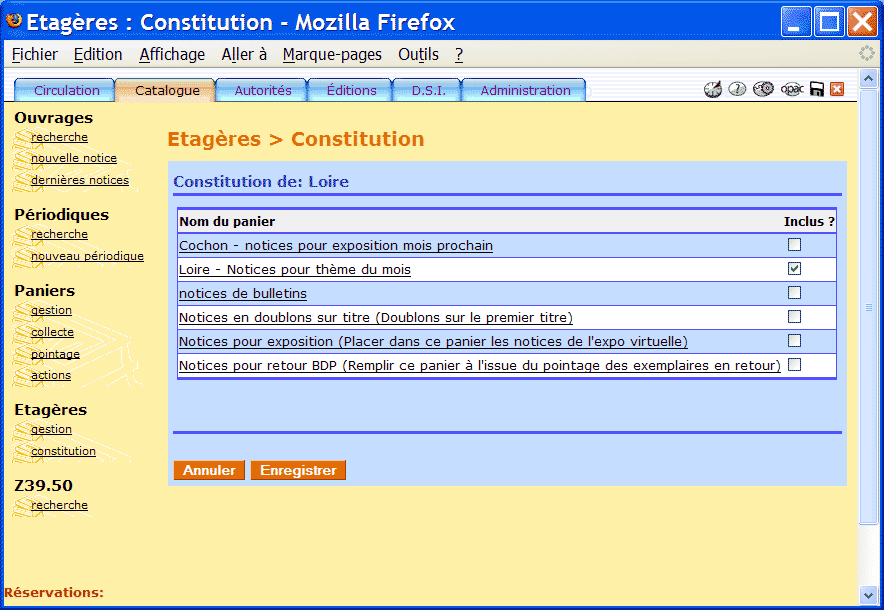 Etagères : Constitution - Mozilla Firefox
Fichier Edition Affichage Aller à Marque-pages Outils ?
Circulation Catalogue Autorités Éditions D.S.I. Administration opac
Ouvrages
recherche
nouvelle notice
dernières notices
Périodiques
recherche
nouveau périodique
Paniers
gestion
collecte
pointage
actions
Etagères
gestion
constitution
Z39.50
recherche
Etagères > Constitution
Constitution de: Loire
Nom du panier Inclus ?
Cochon - notices pour exposition mois prochain
Loire - Notices pour thème du mois
notices de bulletins
Notices en doublons sur titre (Doublons sur le premier titre)
Notices pour exposition (Placer dans ce panier les notices de l'expo virtuelle)
Notices pour retour BDP (Remplir ce panier à l'issue du pointage des exemplaires en retour)
Annuler Enregistrer
Réservations: